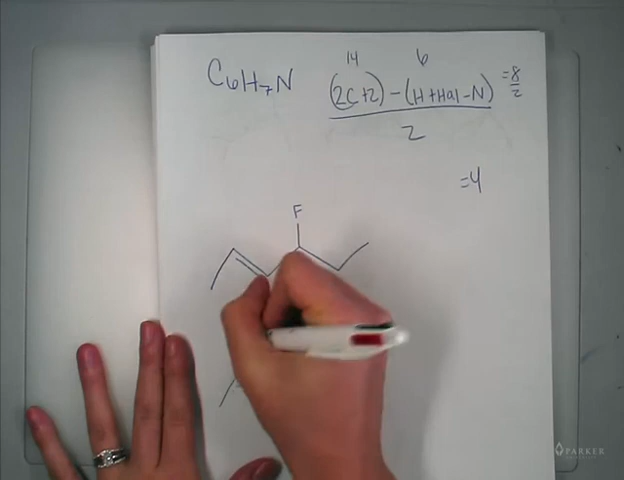 14 6
C₆H₇N (2C+2) - (H+Hal-N) =8/2
2
=4
F
PARKER